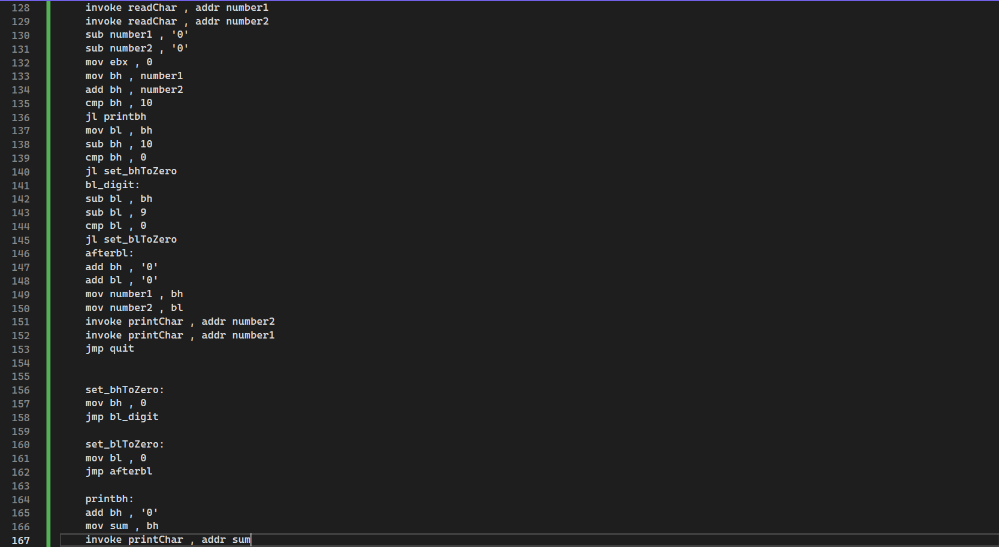 128 invoke readChar , addr number1
129 invoke readChar , addr number2
130 sub number1 , '0'
131 sub number2 , '0'
132 mov ebx , 0
133 mov bh , number1
134 add bh , number2
135 cmp bh , 10
136 jl printbh
137 mov bl , bh
138 sub bh , 10
139 cmp bh , 0
140 jl set_bhToZero
141 bl_digit:
142 sub bl , bh
143 sub bl , 9
144 cmp bl , 0
145 jl set_blToZero
146 afterbl:
147 add bh , '0'
148 add bl , '0'
149 mov number1 , bh
150 mov number2 , bl
151 invoke printChar , addr number2
152 invoke printChar , addr number1
153 jmp quit
154
155
156 set_bhToZero:
157 mov bh , 0
158 jmp bl_digit
159
160 set_blToZero:
161 mov bl , 0
162 jmp afterbl
163
164 printbh:
165 add bh , '0'
166 mov sum , bh
167 invoke printChar , addr sum